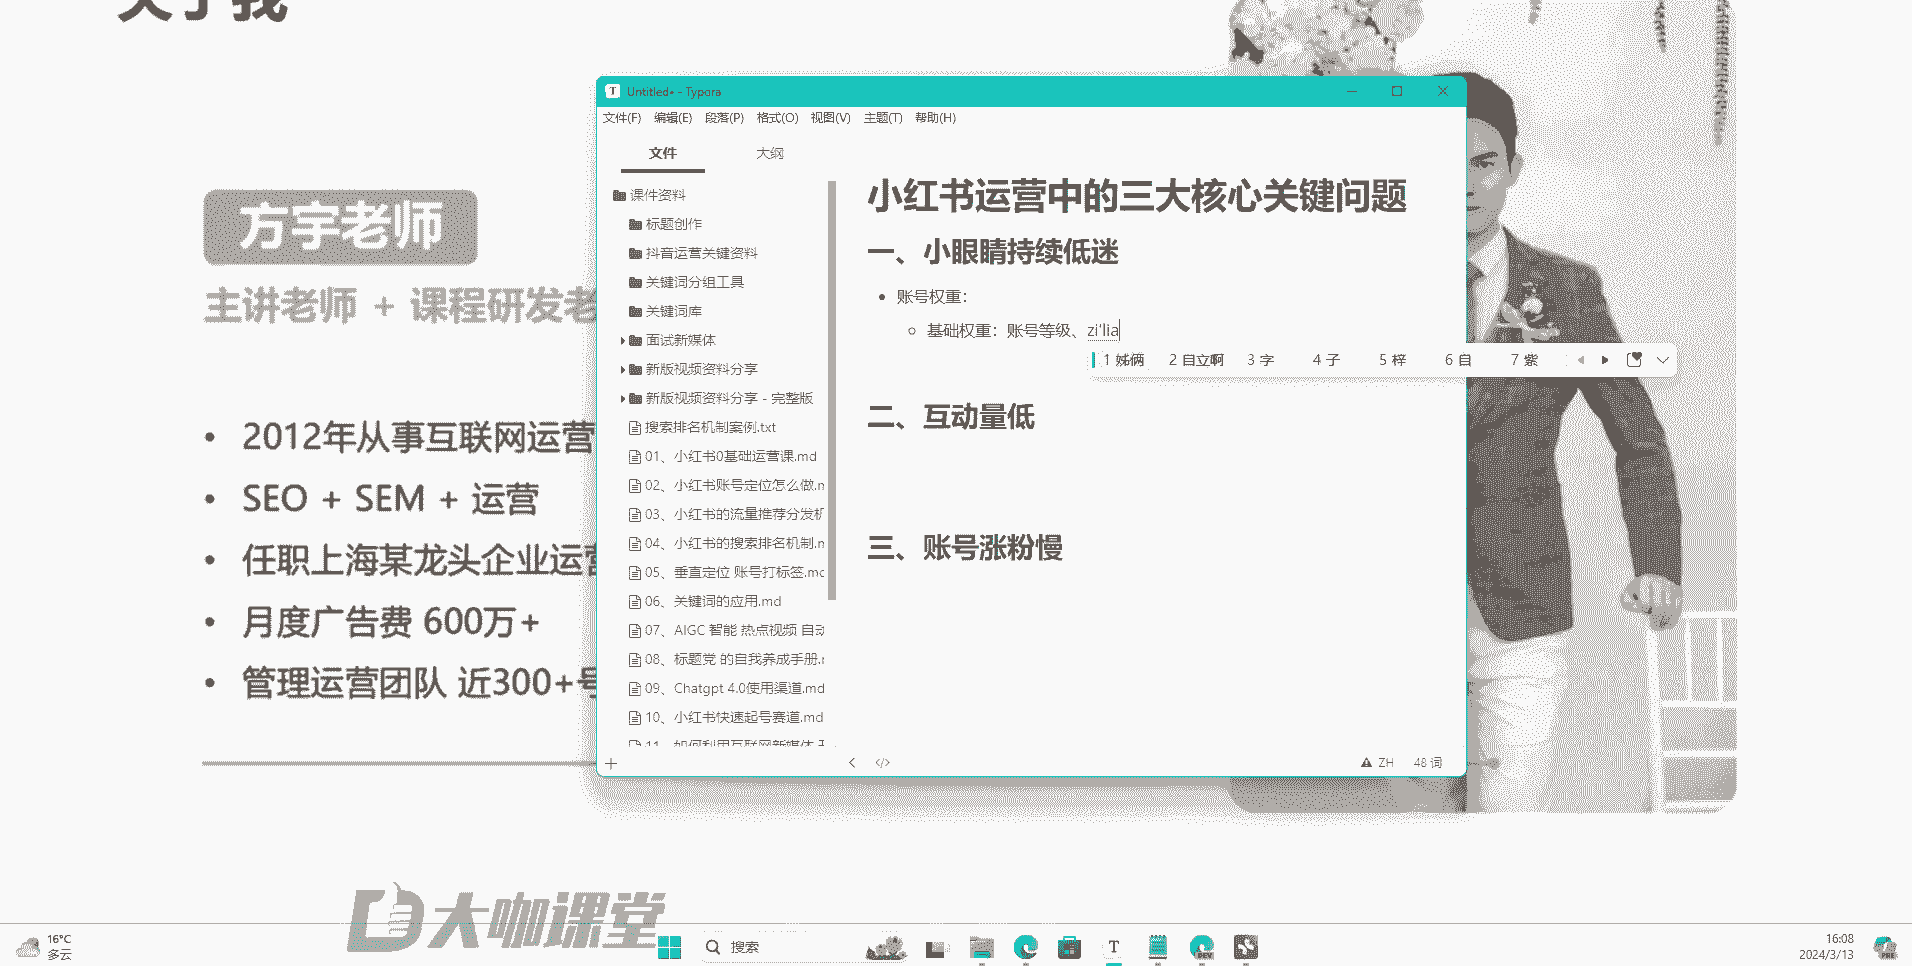 关于我
方宇老师
主讲老师 + 课程研发老
2012年从事互联网运营
SEO + SEM + 运营
任职上海某龙头企业运营
月度广告费 600万+
管理运营团队 近300+号
大咖课堂
Untitled• - Typora
文件(F) 编辑(E) 段落(P) 格式(O) 视图(V) 主题(T) 帮助(H)
文件 大纲
课件资料
标题创作
抖音运营关键资料
关键词分组工具
关键词库
面试新媒体
新版视频资料分享
新版视频资料分享 - 完整版
搜索排名机制案例.txt
01、小红书0基础运营课.md
02、小红书账号定位怎么做.m
03、小红书的流量推荐分发机
04、小红书的搜索排名机制.m
05、垂直定位 账号打标签.mc
06、关键词的应用.md
07、AIGC 智能 热点视频 自动
08、标题党 的自我养成手册.r
09、Chatgpt 4.0使用渠道.md
10、小红书快速起号赛道.md
11、如何利用互联网新媒体
小红书运营中的三大核心关键问题
一、小眼睛持续低迷
账号权重：
基础权重：账号等级、zi'lia
1 姊俩 2 自立啊 3 字 4 子 5 梓 6 自 7 紫
二、互动量低
三、账号涨粉慢
ZH 48 词
16°C
多云
搜索
T
DEV
16:08
2024/3/13
PRE